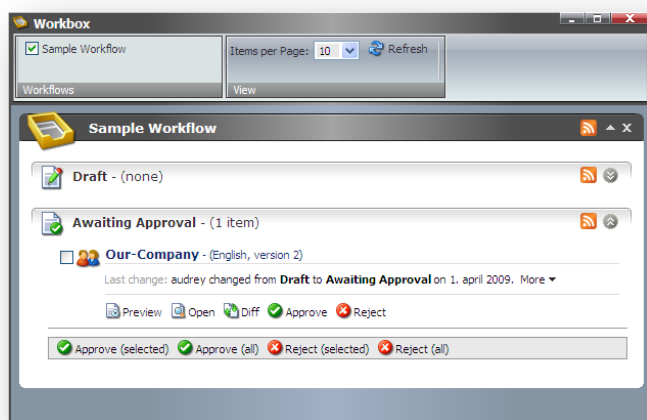 Workbox
Sample Workflow
Items per Page: 10 Refresh
Workflows
View
Sample Workflow
Draft - (none)
Awaiting Approval - (1 item)
Our-Company - (English, version 2)
Last change: audrey changed from Draft to Awaiting Approval on 1. april 2009. More
Preview Open Diff Approve Reject
Approve (selected) Approve (all) Reject (selected) Reject (all)